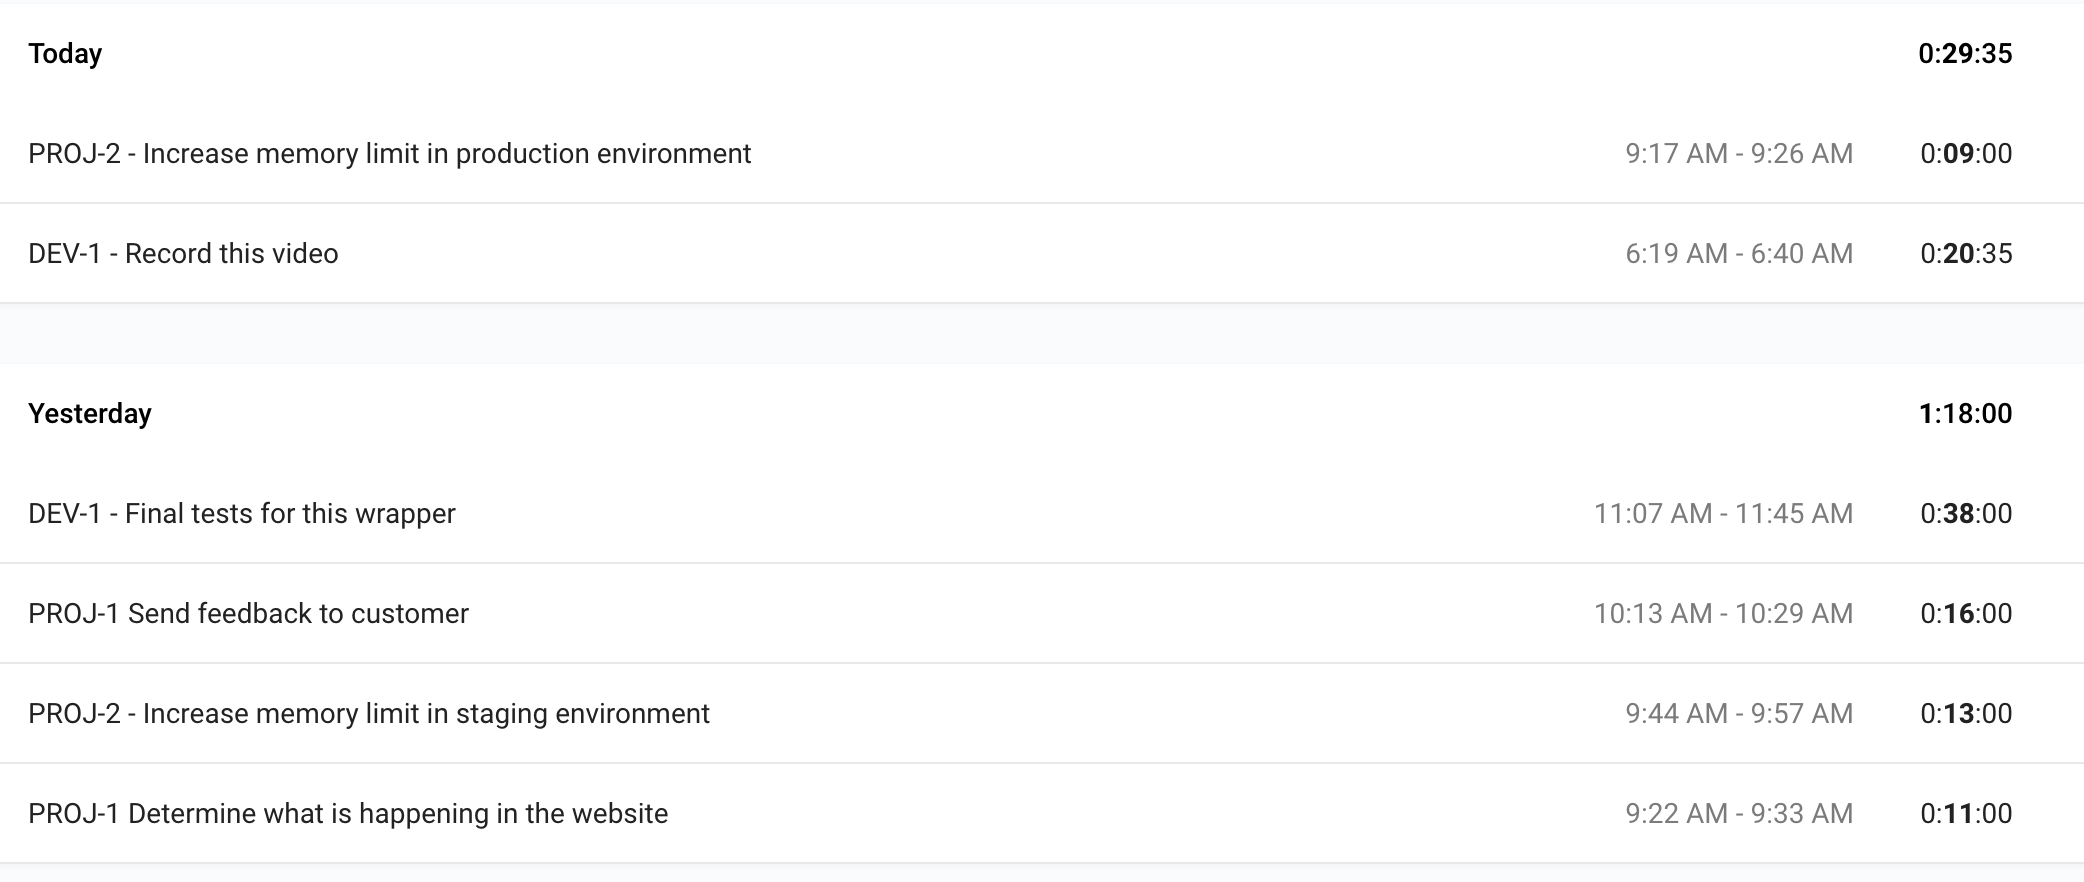 Today 0:29:35
PROJ-2 - Increase memory limit in production environment 9:17 AM - 9:26 AM 0:09:00
DEV-1 - Record this video 6:19 AM - 6:40 AM 0:20:35
Yesterday 1:18:00
DEV-1 - Final tests for this wrapper 11:07 AM - 11:45 AM 0:38:00
PROJ-1 Send feedback to customer 10:13 AM - 10:29 AM 0:16:00
PROJ-2 - Increase memory limit in staging environment 9:44 AM - 9:57 AM 0:13:00
PROJ-1 Determine what is happening in the website 9:22 AM - 9:33 AM 0:11:00